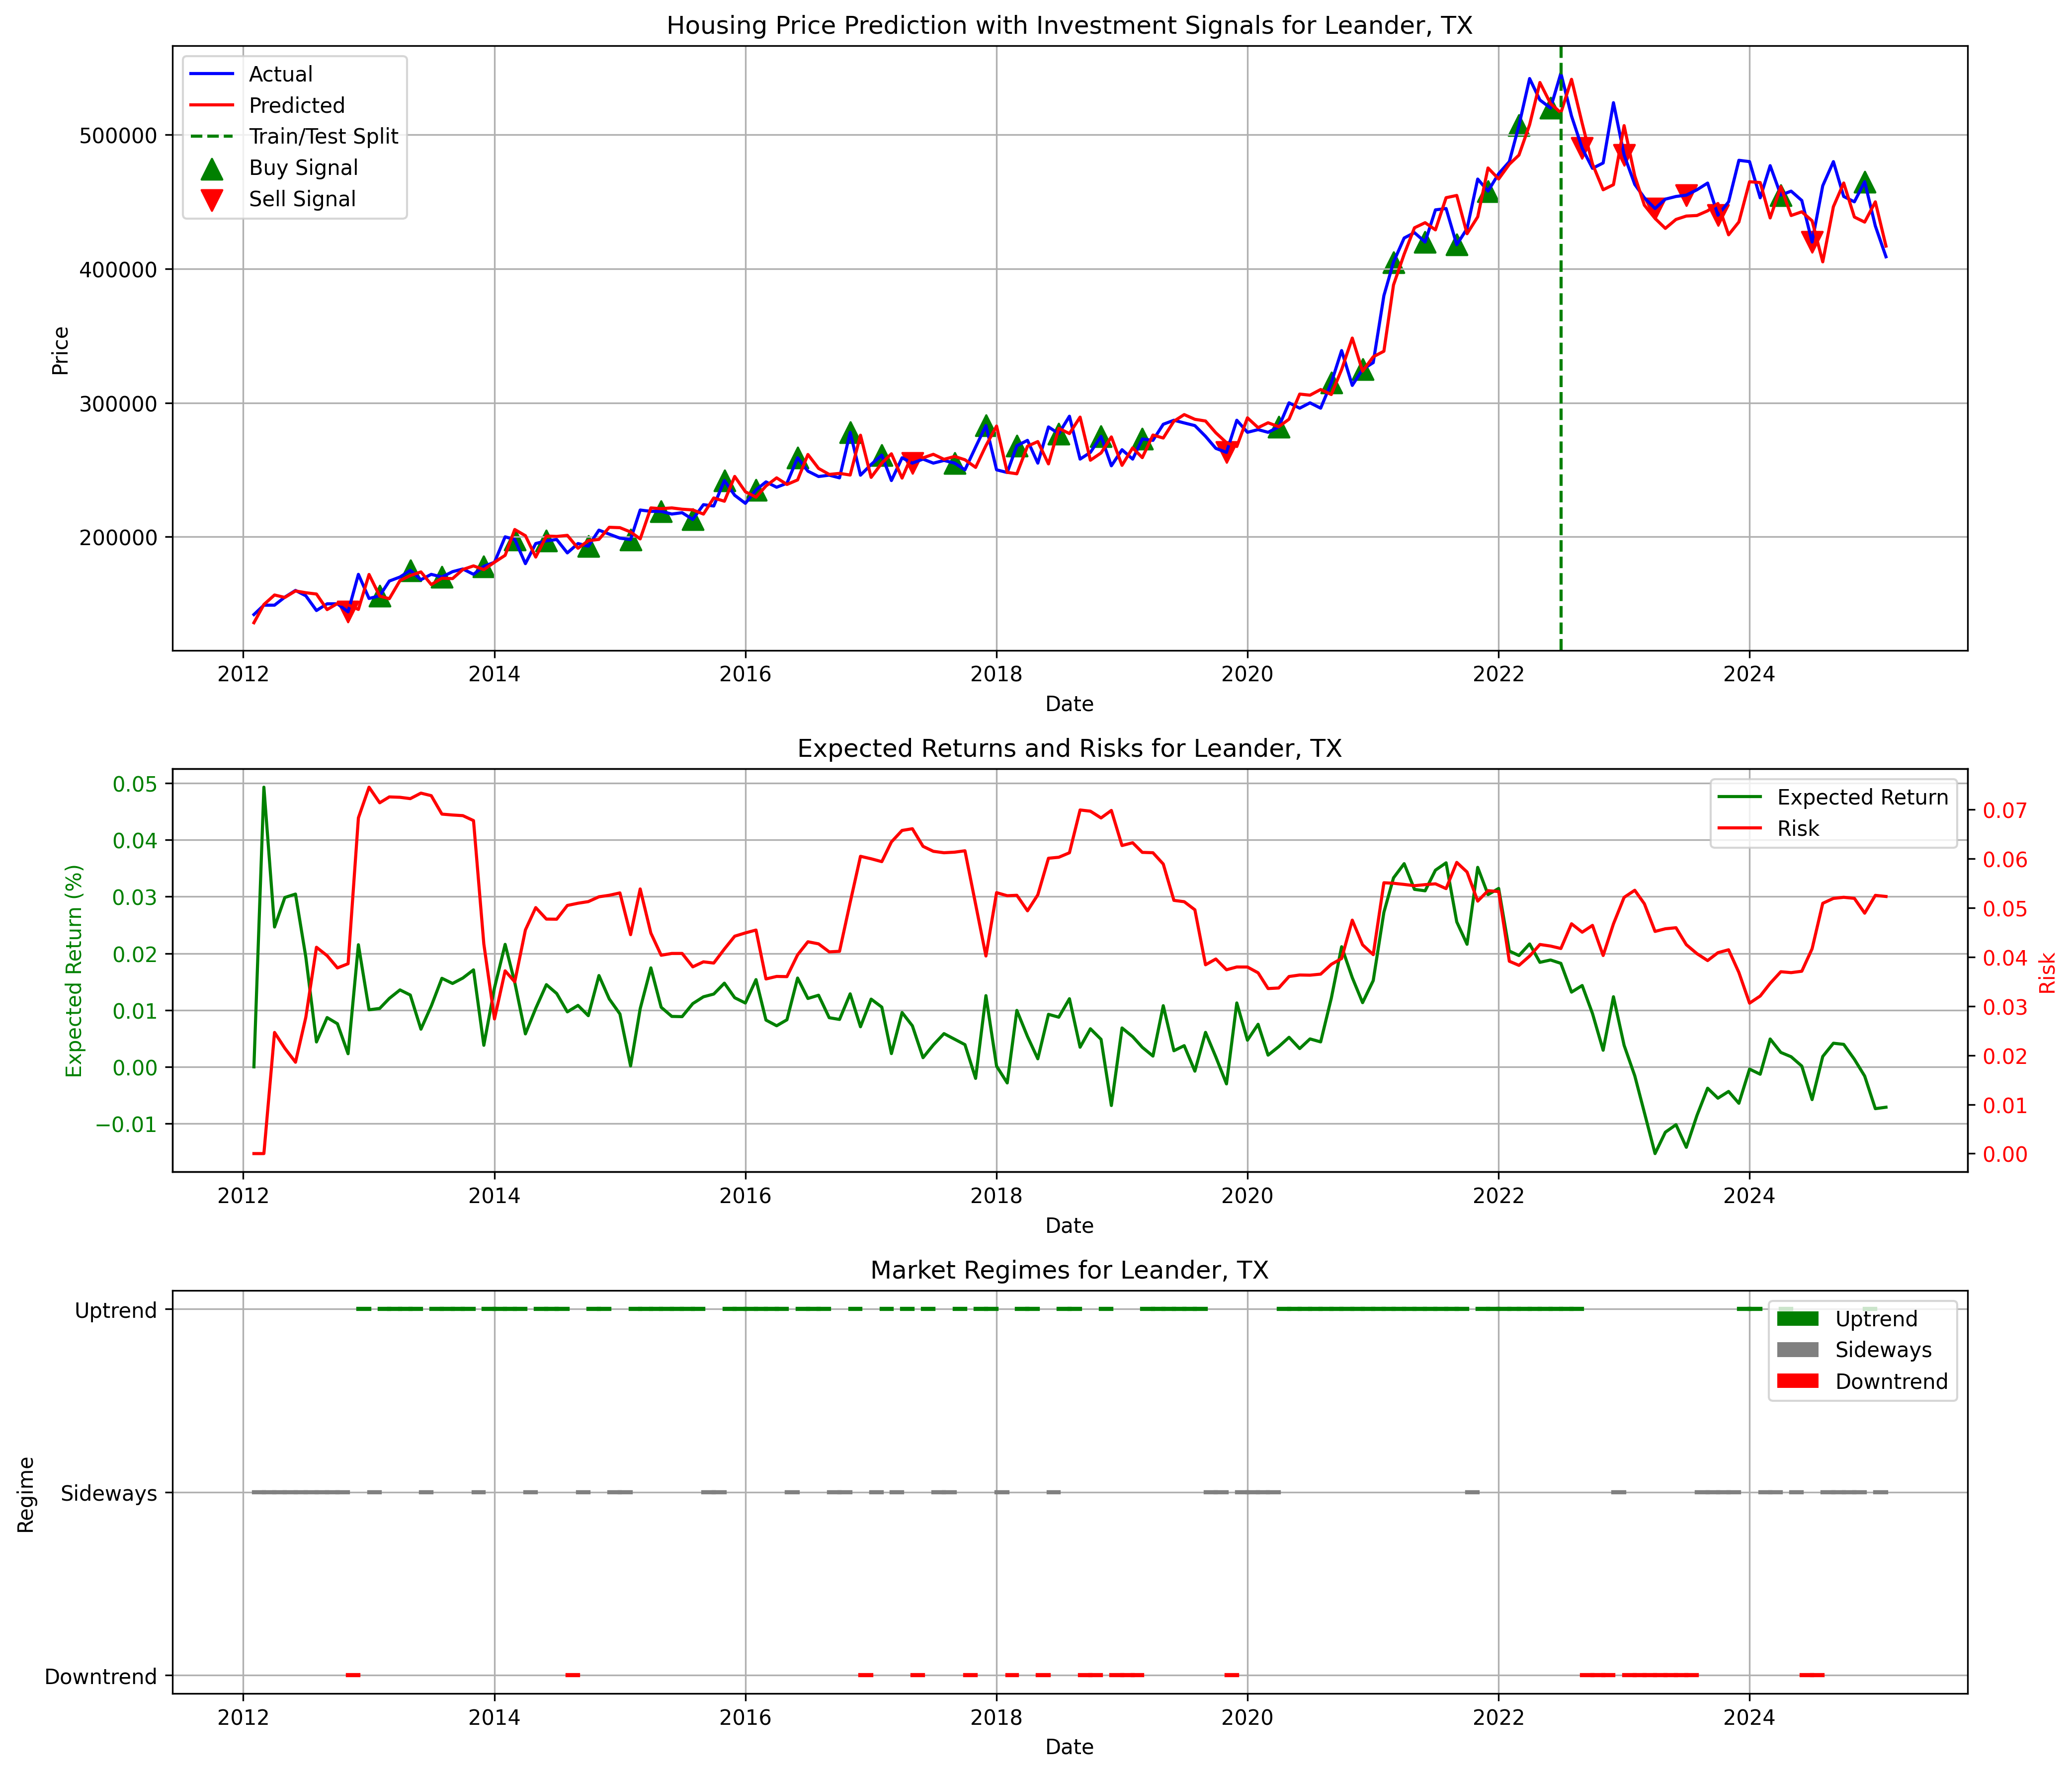 Housing Price Prediction with Investment Signals for Leander, TX
Actual
Predicted
Train/Test Split
Buy Signal
Sell Signal
500000
400000
300000
200000
Price
2012 2014 2016 2018 2020 2022 2024
Date
Expected Returns and Risks for Leander, TX
Expected Return
Risk
0.05
0.04
0.03
0.02
0.01
0.00
−0.01
Expected Return (%)
0.07
0.06
0.05
0.04
0.03
0.02
0.01
0.00
Risk
2012 2014 2016 2018 2020 2022 2024
Date
Market Regimes for Leander, TX
Uptrend
Sideways
Downtrend
Regime
Uptrend
Sideways
Downtrend
2012 2014 2016 2018 2020 2022 2024
Date